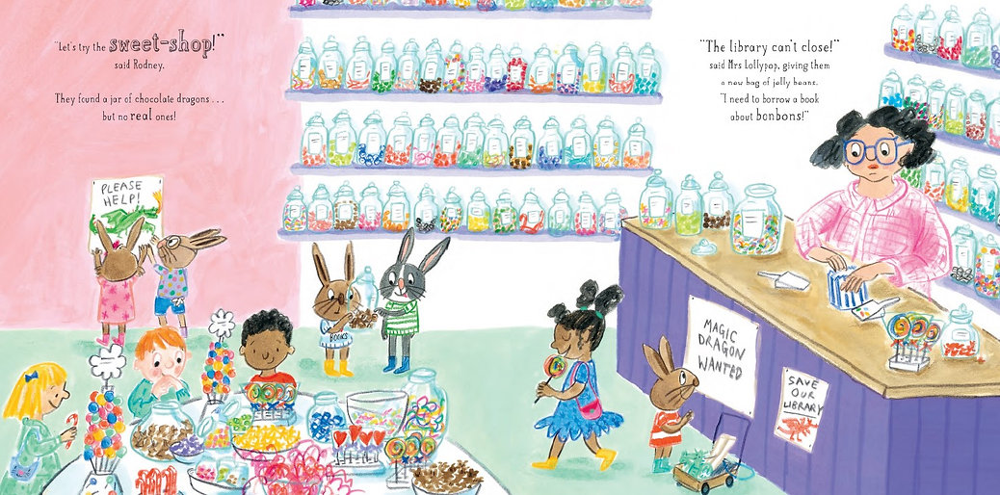 "Let's try the sweet-shop!"
said Rodney.
They found a jar of chocolate dragons . . .
but no real ones!
"The library can't close!"
said Mrs Lollypop, giving them
a new bag of jelly beans.
"I need to borrow a book
about bonbons!"
PLEASE
HELP!
BOOKS
MAGIC
DRAGON
WANTED
SAVE
OUR
LIBRARY